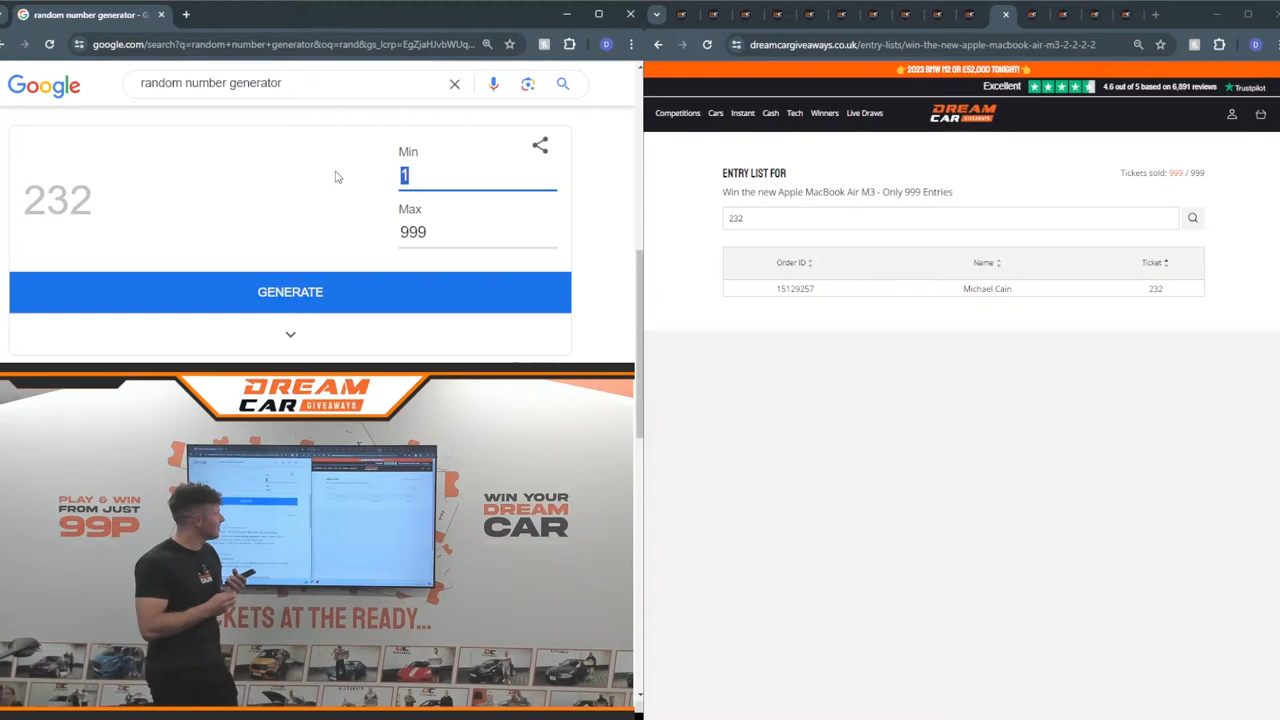 random number generator - G
google.com/search?q=random+number+generator&oq=rand&gs_lcrp=EgZjaHJvbWUq...
D
Google
random number generator
232
Min
1
Max
999
GENERATE
DREAM
CAR GIVEAWAYS
PLAY & WIN
FROM JUST
99P
WIN YOUR
DREAM
CAR
KETS AT THE READY...
dreamcargiveaways.co.uk/entry-lists/win-the-new-apple-macbook-air-m3-2-2-2-2
D
2023 BMW M2 OR £52,000 TONIGHT!
Excellent 4.6 out of 5 based on 6,891 reviews Trustpilot
Competitions Cars Instant Cash Tech Winners Live Draws
DREAM
CAR GIVEAWAYS
ENTRY LIST FOR
Tickets sold: 999 / 999
Win the new Apple MacBook Air M3 - Only 999 Entries
232
Order ID Name Ticket
15129257 Michael Cain 232